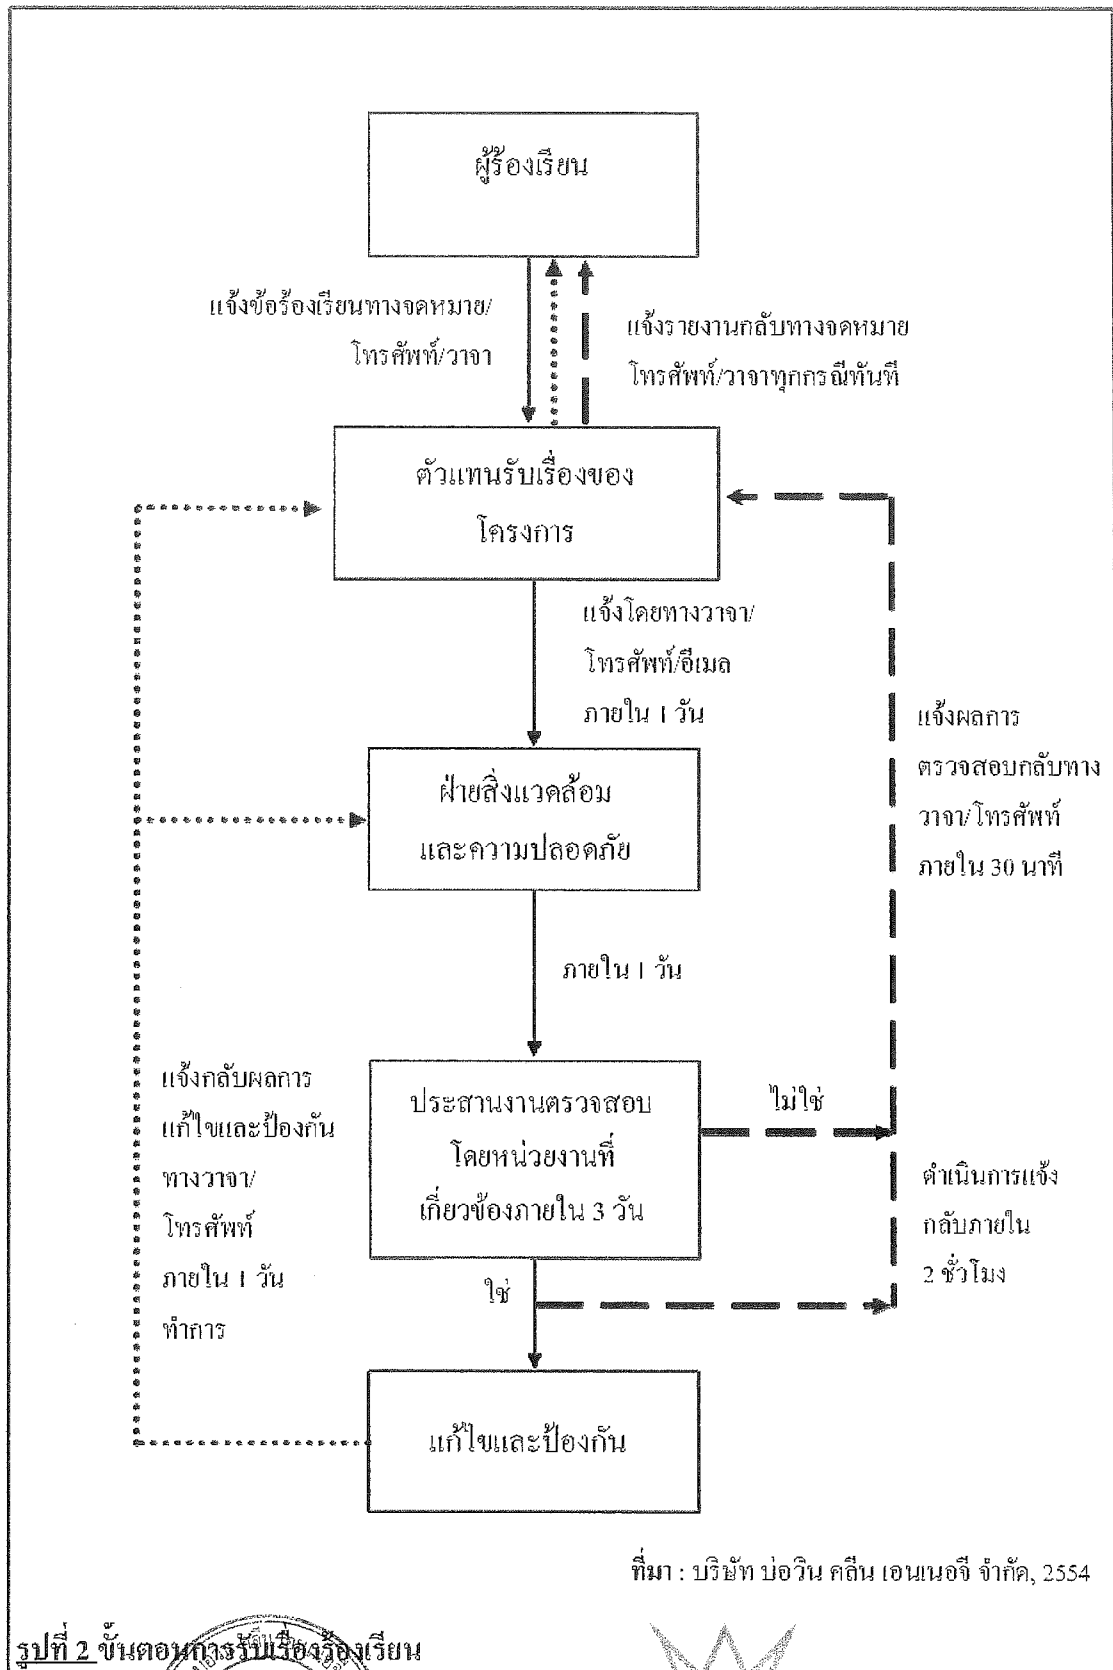 ผู้ร้องเรียน
แจ้งข้อร้องเรียนทางจดหมาย/
โทรศัพท์/วาจา
แจ้งรายงานกลับทางจดหมาย
โทรศัพท์/วาจาทุกกรณีทันที
ตัวแทนรับเรื่องของ
โครงการ
แจ้งโดยทางวาจา/
โทรศัพท์/อีเมล
ภายใน 1 วัน
แจ้งผลการ
ตรวจสอบกลับทาง
วาจา/โทรศัพท์
ภายใน 30 นาที
ฝ่ายสิ่งแวดล้อม
และความปลอดภัย
ภายใน 1 วัน
แจ้งกลับผลการ
แก้ไขและป้องกัน
ทางวาจา/
โทรศัพท์
ภายใน 1 วัน
ทำการ
ประสานงานตรวจสอบ
โดยหน่วยงานที่
เกี่ยวข้องภายใน 3 วัน
ไม่ใช่
ดำเนินการแจ้ง
กลับภายใน
2 ชั่วโมง
ใช่
แก้ไขและป้องกัน
ที่มา : บริษัท บ่อวิน คลีน เอนเนอจี จำกัด, 2554
รูปที่ 2 ขั้นตอนการรับเรื่องร้องเรียน